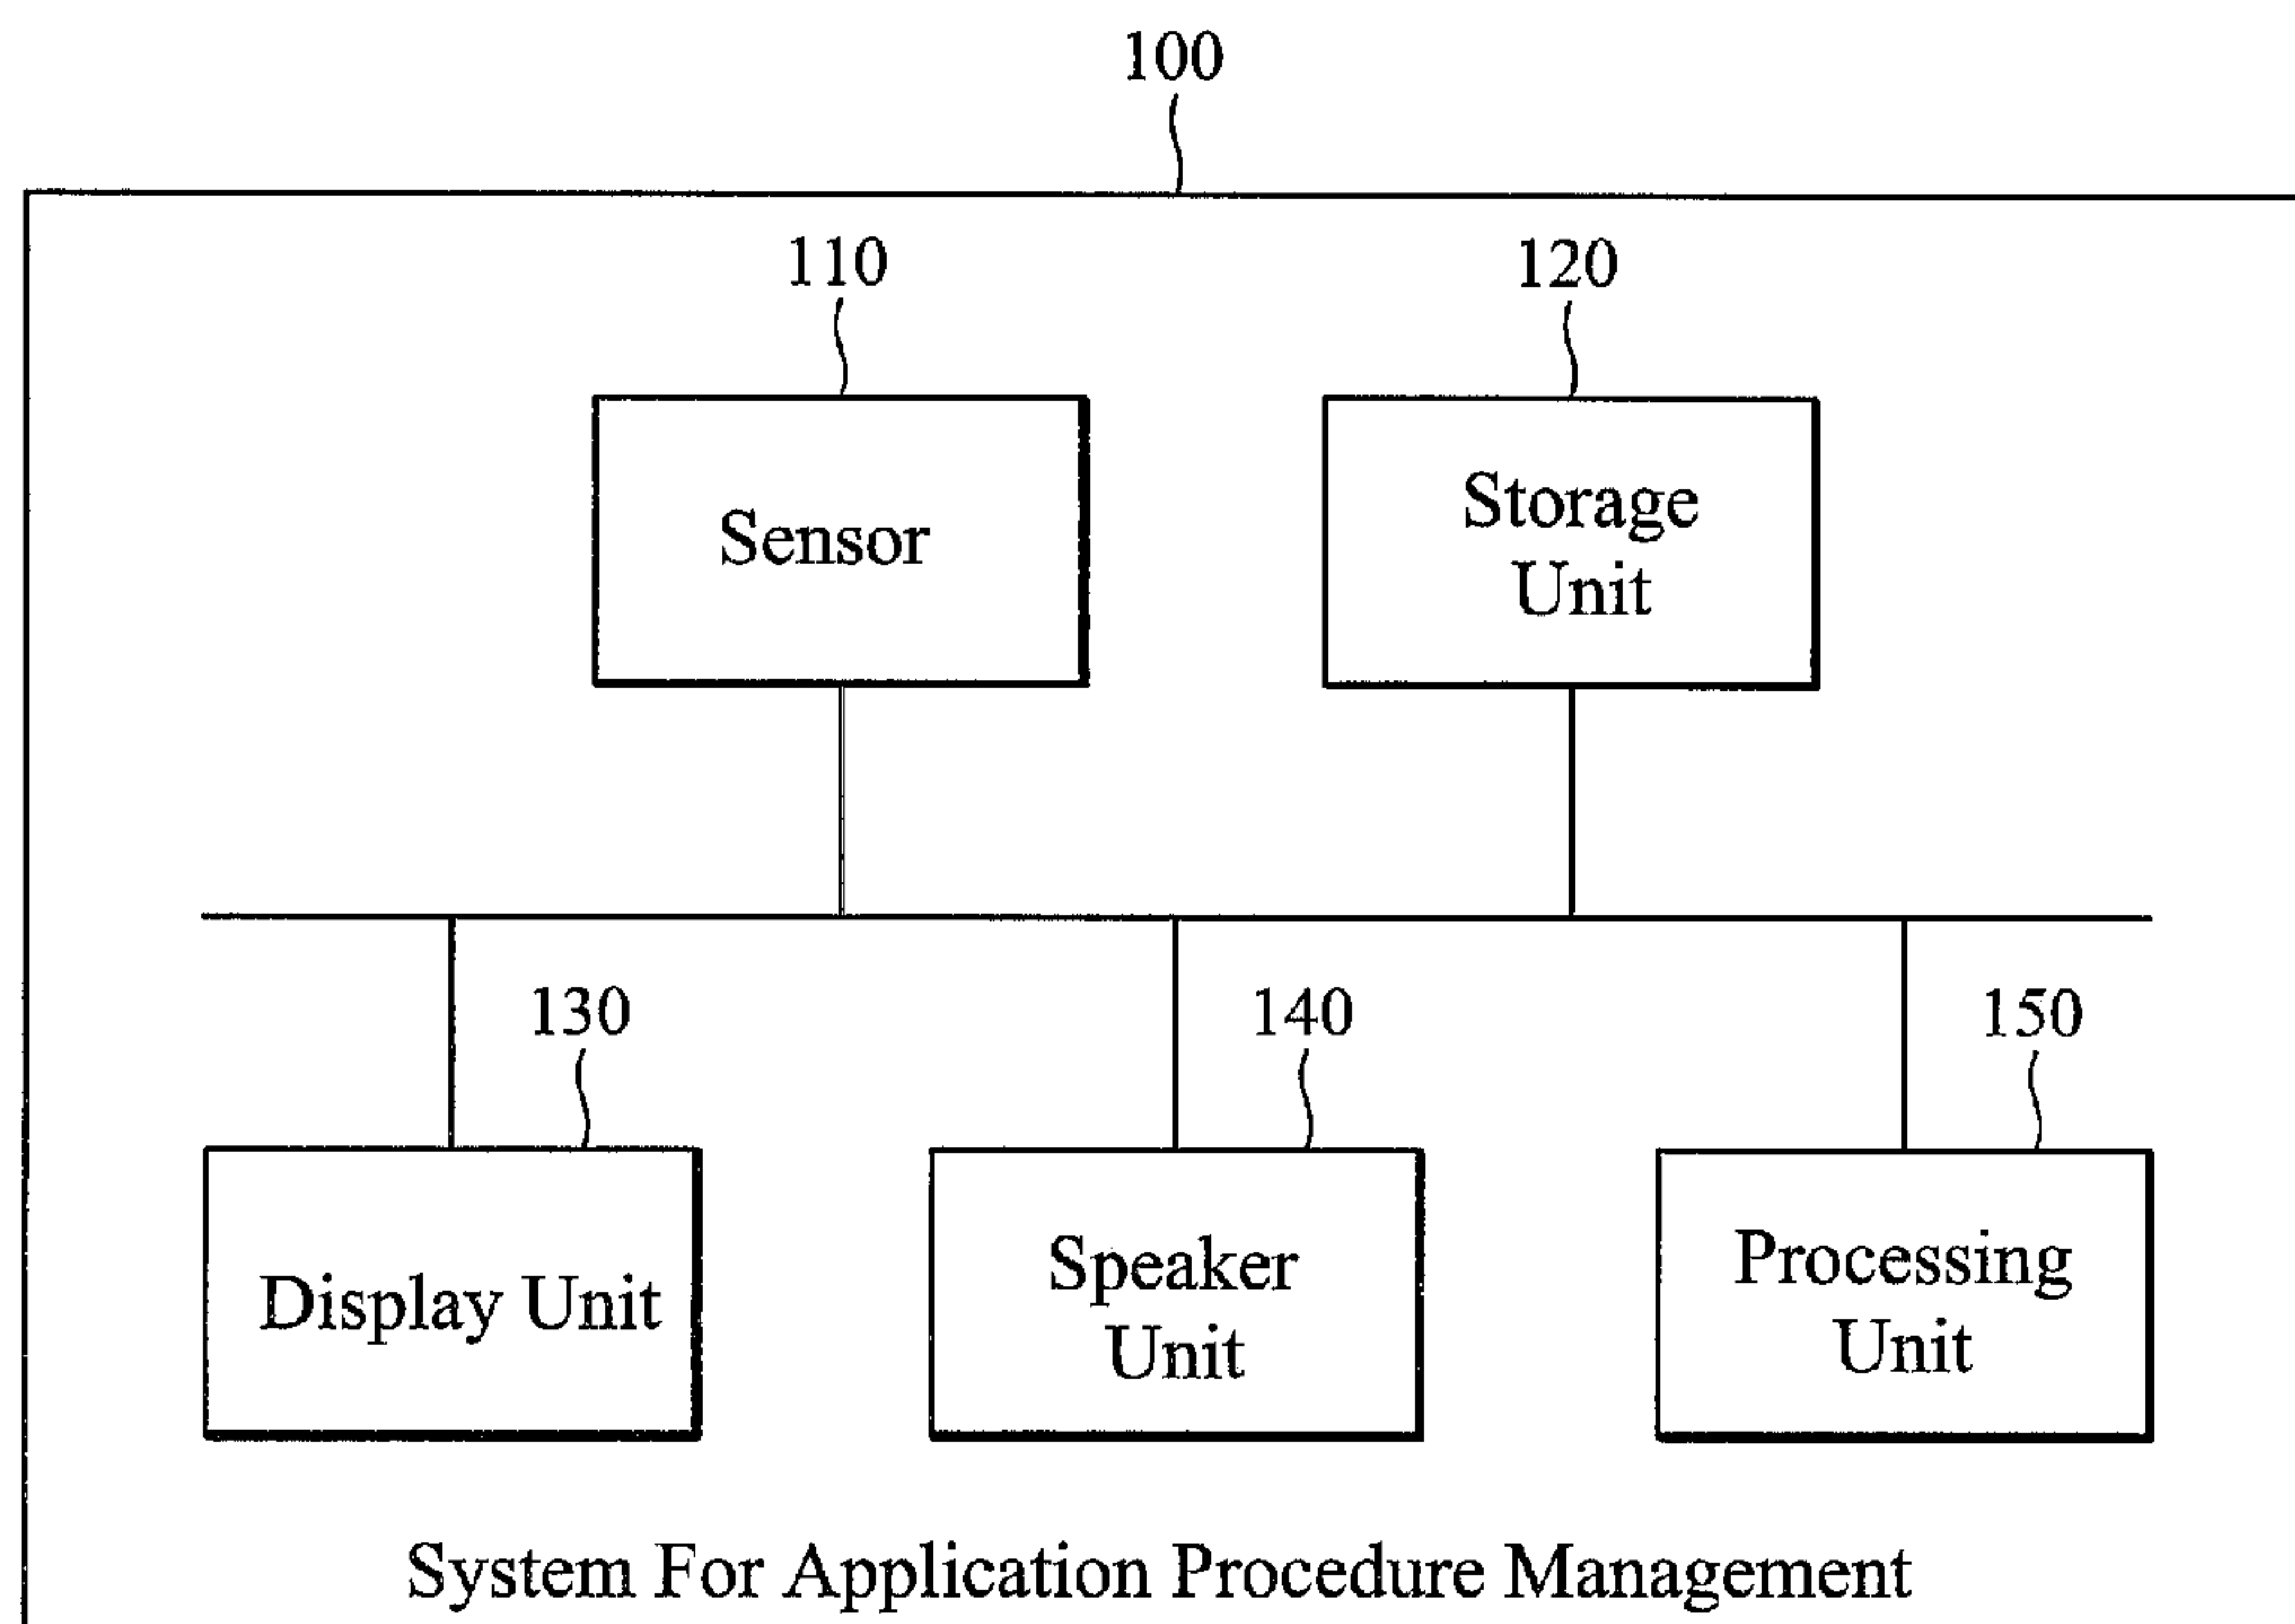 100
110
120
Sensor
Storage
Unit
130
140
150
Display Unit
Speaker
Unit
Processing
Unit
System For Application Procedure Management